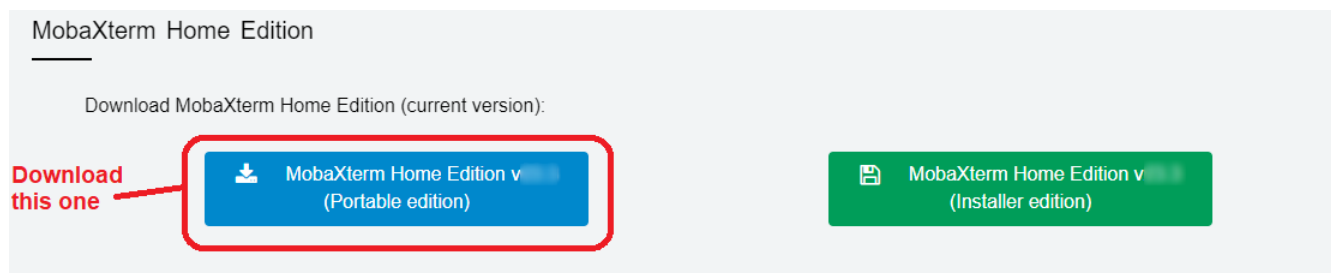 MobaXterm Home Edition
Download MobaXterm Home Edition (current version):
Download
this one
MobaXterm Home Edition v
(Portable edition)
MobaXterm Home Edition v
(Installer edition)